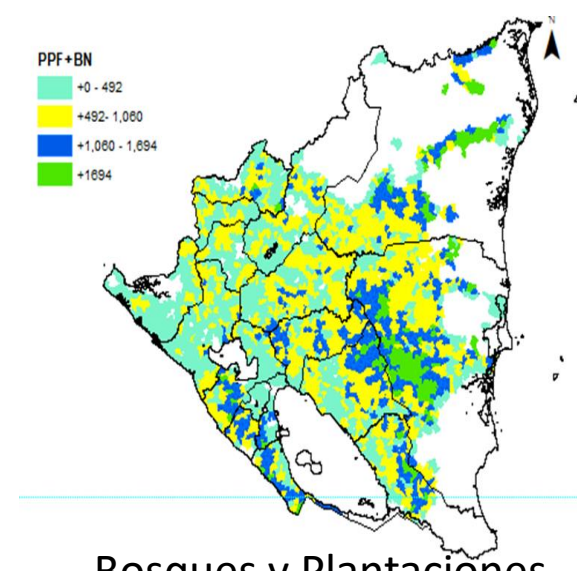 N
PPF+BN
+0 - 492
+492- 1,060
+1,060 - 1,694
+1694
Bosques y Plantaciones